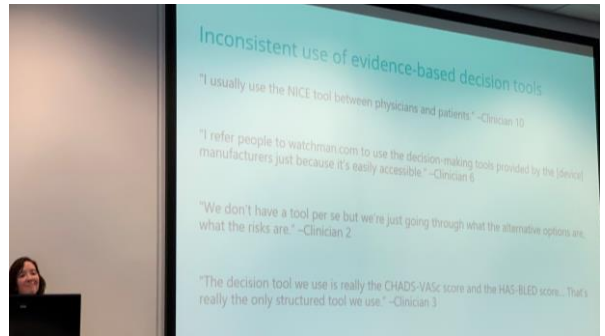 Inconsistent use of evidence-based decision tools
"I usually use the NICE tool between physicians and patients." –Clinician 10
"I refer people to watchman.com to use the decision-making tools provided by the [device]
manufacturers just because it's easily accessible." –Clinician 6
"We don't have a tool per se but we're just going through what the alternative options are,
what the risks are." –Clinician 2
"The decision tool we use is really the CHADS-VASc score and the HAS-BLED score... That's
really the only structured tool we use." –Clinician 3